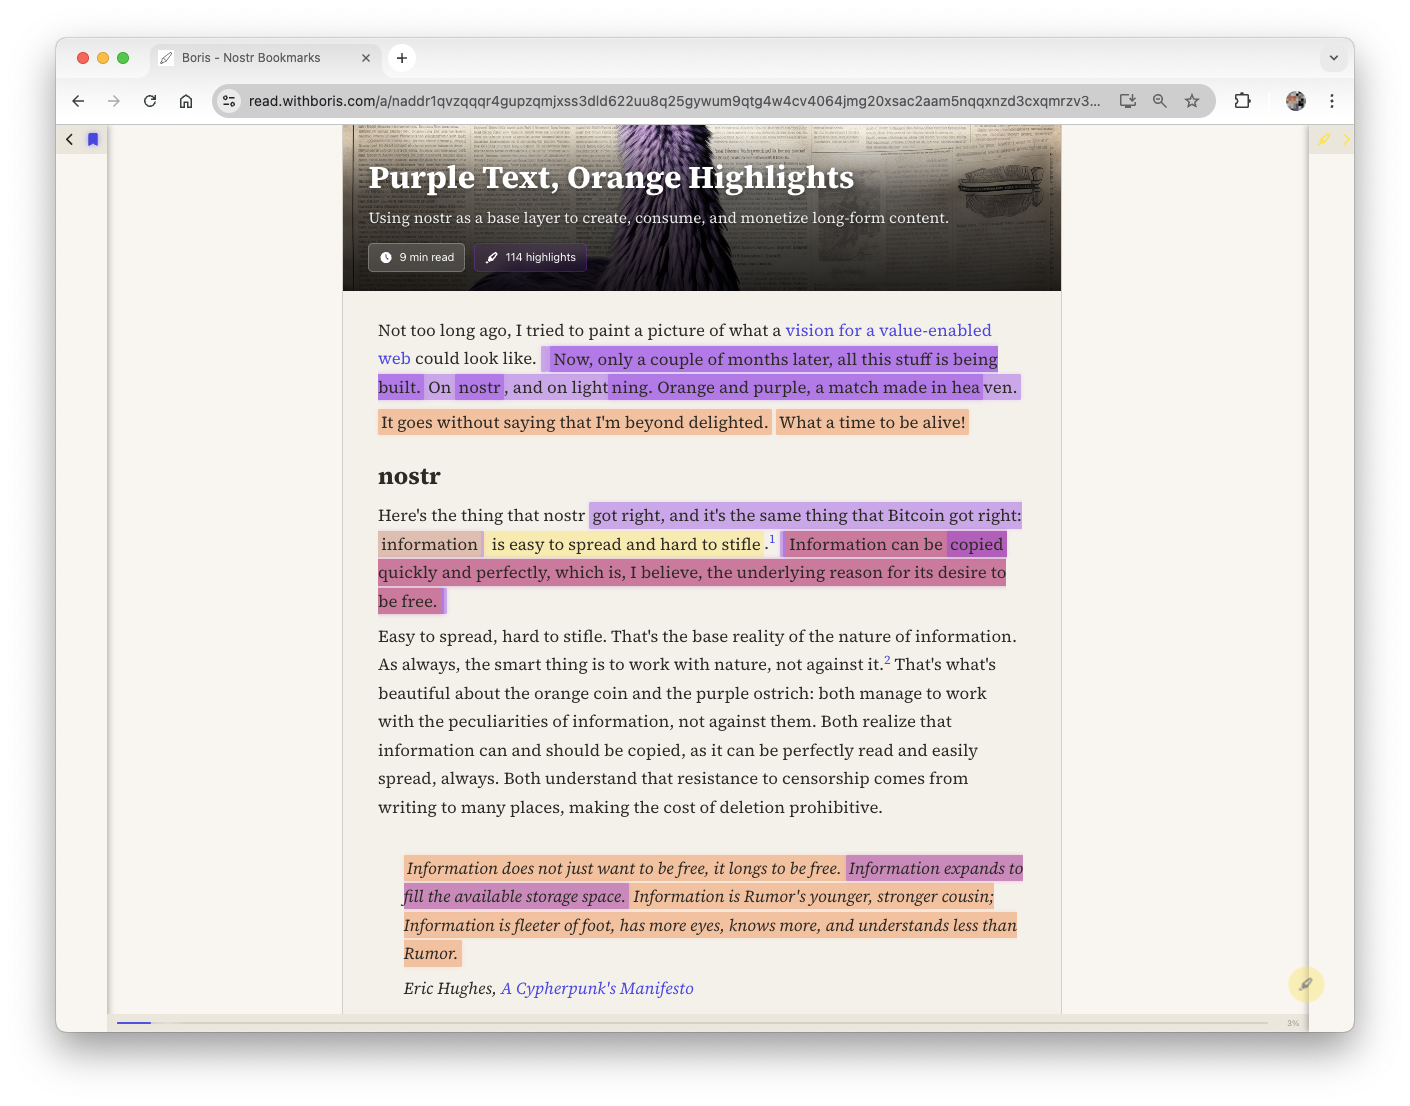 Boris - Nostr Bookmarks
read.withboris.com/a/naddr1qvzqqqr4gupzqmjxss3dld622uu8q25gywum9qtg4w4cv4064jmg20xsac2aam5nqqxnzd3cxqmrzv3...
Purple Text, Orange Highlights
Using nostr as a base layer to create, consume, and monetize long-form content.
9 min read
114 highlights
Not too long ago, I tried to paint a picture of what a vision for a value-enabled
web could look like. Now, only a couple of months later, all this stuff is being
built. On nostr, and on lightning. Orange and purple, a match made in heaven.
It goes without saying that I'm beyond delighted. What a time to be alive!
nostr
Here's the thing that nostr got right, and it's the same thing that Bitcoin got right:
information is easy to spread and hard to stifle.1 Information can be copied
quickly and perfectly, which is, I believe, the underlying reason for its desire to
be free.
Easy to spread, hard to stifle. That's the base reality of the nature of information.
As always, the smart thing is to work with nature, not against it.2 That's what's
beautiful about the orange coin and the purple ostrich: both manage to work
with the peculiarities of information, not against them. Both realize that
information can and should be copied, as it can be perfectly read and easily
spread, always. Both understand that resistance to censorship comes from
writing to many places, making the cost of deletion prohibitive.
Information does not just want to be free, it longs to be free. Information expands to
fill the available storage space. Information is Rumor's younger, stronger cousin;
Information is fleeter of foot, has more eyes, knows more, and understands less than
Rumor.
Eric Hughes, A Cypherpunk's Manifesto
3%